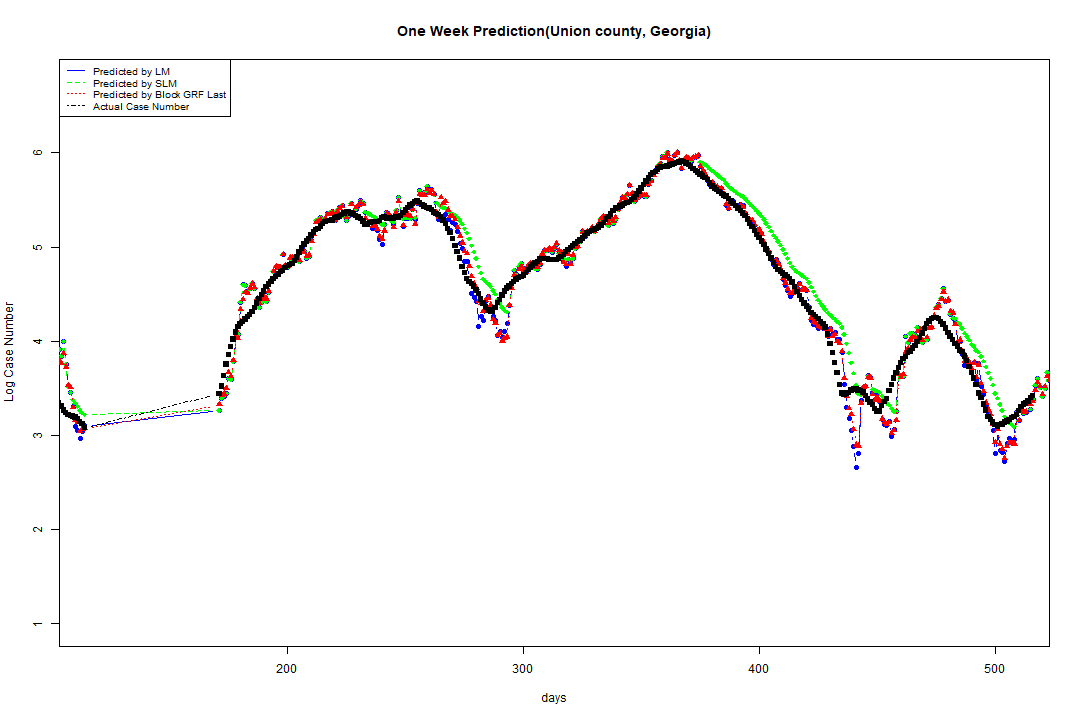 One Week Prediction(Union county, Georgia)
Predicted by LM
Predicted by SLM
Predicted by Block GRF Last
Actual Case Number
6
5
4
3
2
1
Log Case Number
200 300 400 500
days